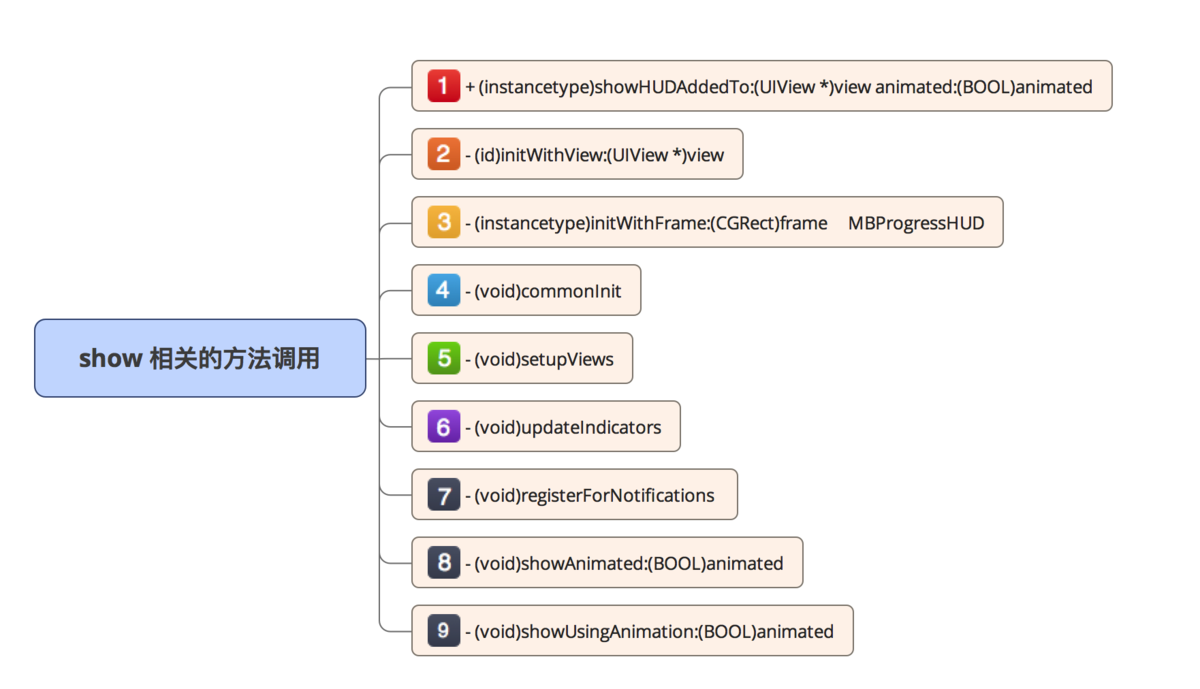 1 + (instancetype)showHUDAddedTo:(UIView *)view animated:(BOOL)animated
2 - (id)initWithView:(UIView *)view
3 - (instancetype)initWithFrame:(CGRect)frame MBProgressHUD
4 - (void)commonInit
show 相关的方法调用
5 - (void)setupViews
6 - (void)updateIndicators
7 - (void)registerForNotifications
8 - (void)showAnimated:(BOOL)animated
9 - (void)showUsingAnimation:(BOOL)animated